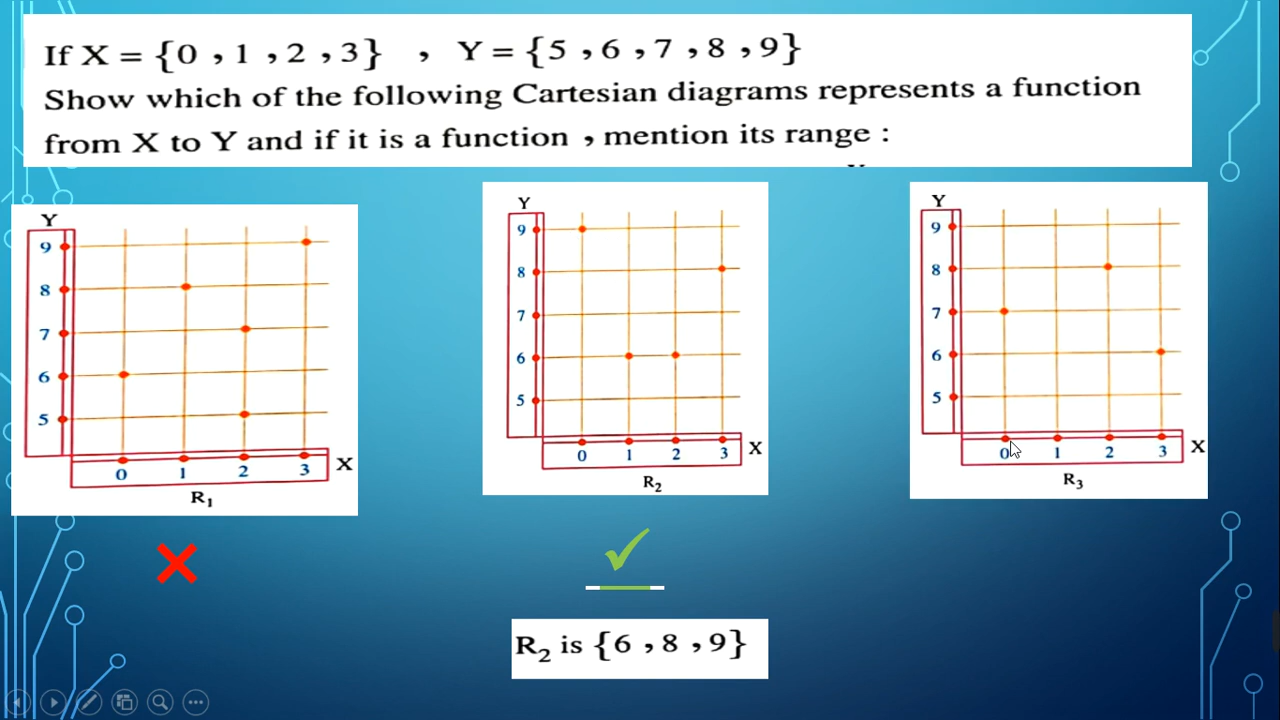 If X = {0 , 1 , 2 , 3} , Y = {5 , 6 , 7 , 8 , 9}
Show which of the following Cartesian diagrams represents a function
from X to Y and if it is a function , mention its range :
Y
9
8
7
6
5
0 1 2 3 X
R₁
Y
9
8
7
6
5
0 1 2 3 X
R₂
Y
9
8
7
6
5
0 1 2 3 X
R₃
R₂ is {6 , 8 , 9}